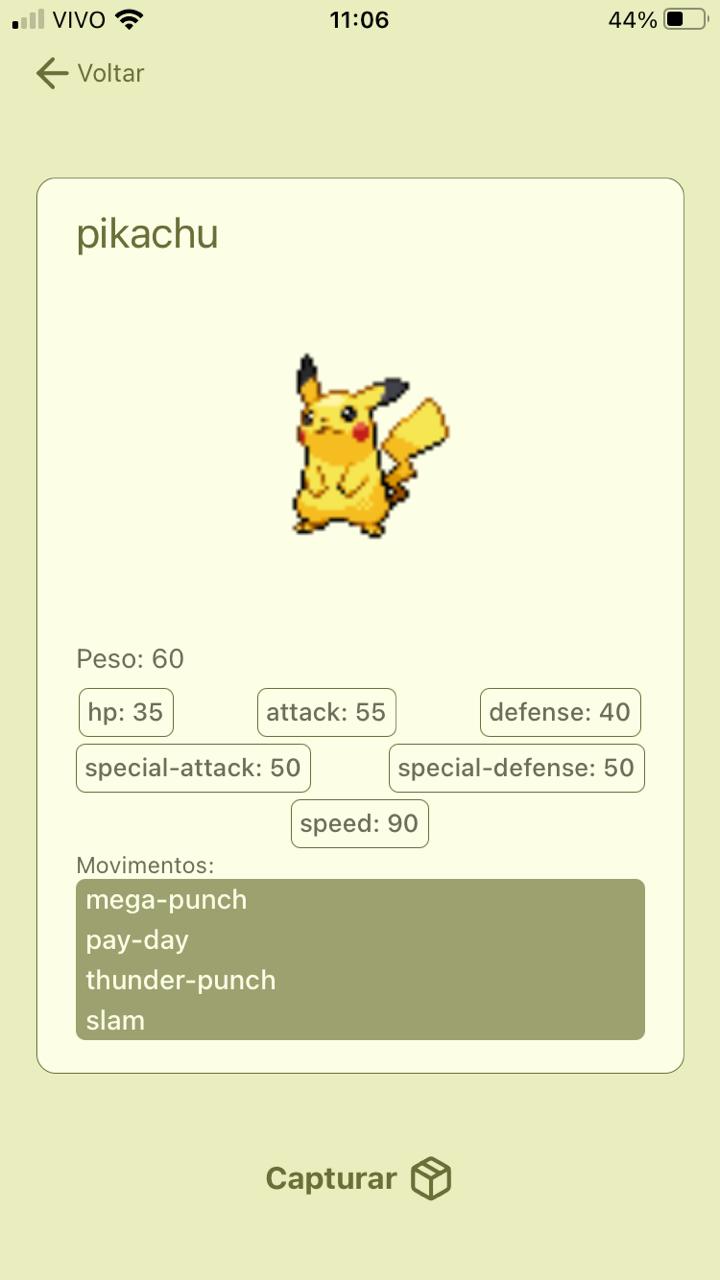 VIVO 11:06 44%
Voltar
pikachu
Peso: 60
hp: 35 attack: 55 defense: 40
special-attack: 50 special-defense: 50
speed: 90
Movimentos:
mega-punch
pay-day
thunder-punch
slam
Capturar